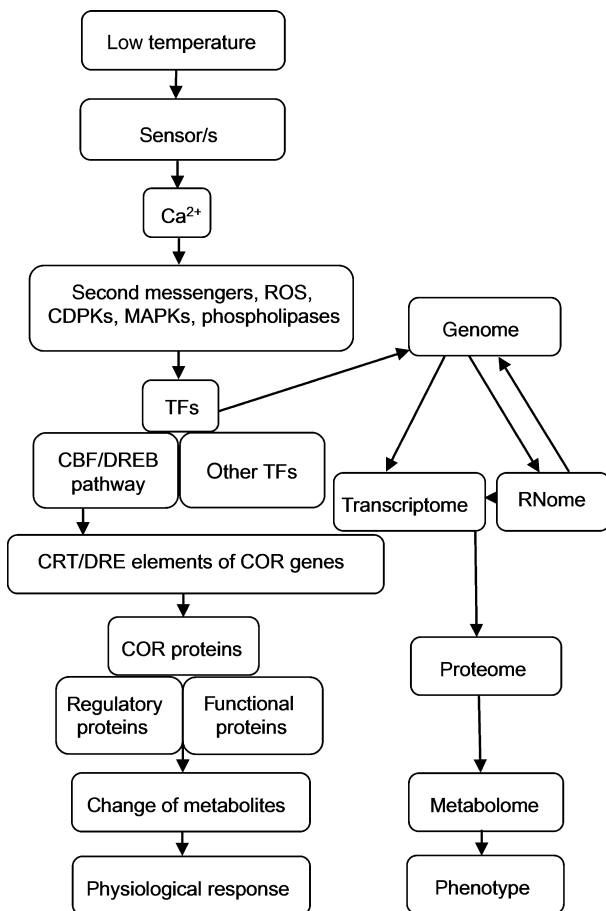 Low temperature
Sensor/s
Ca²⁺
Second messengers, ROS,
CDPKs, MAPKs, phospholipases
Genome
TFs
CBF/DREB
pathway
Other TFs
Transcriptome
RNome
CRT/DRE elements of COR genes
COR proteins
Proteome
Regulatory
proteins
Functional
proteins
Change of metabolites
Metabolome
Physiological response
Phenotype